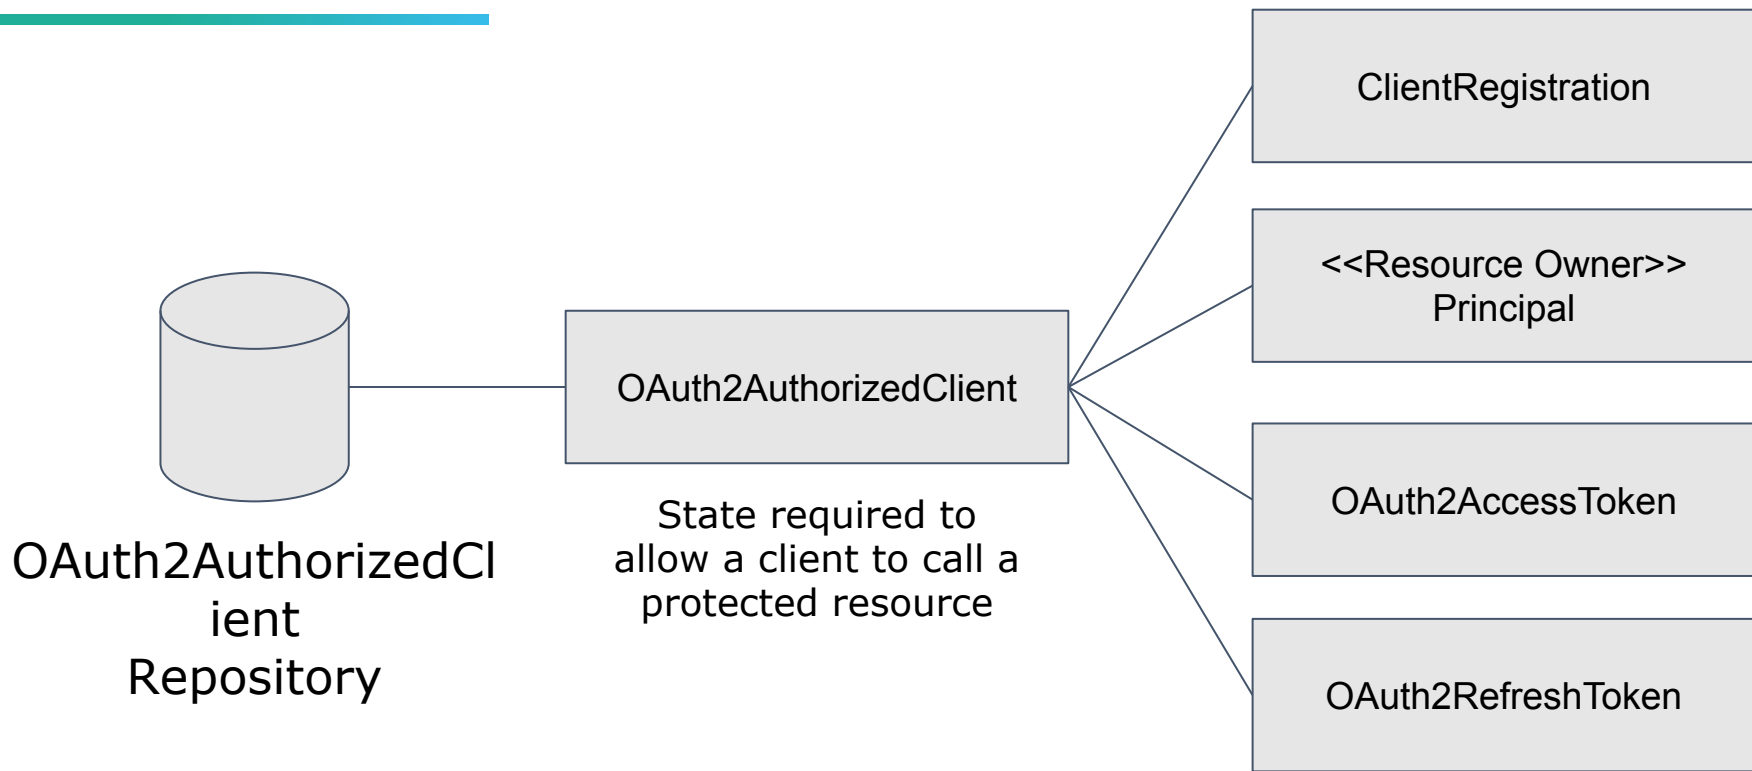 OAuth2AuthorizedCl
ient
Repository
OAuth2AuthorizedClient
State required to
allow a client to call a
protected resource
ClientRegistration
<<Resource Owner>>
Principal
OAuth2AccessToken
OAuth2RefreshToken